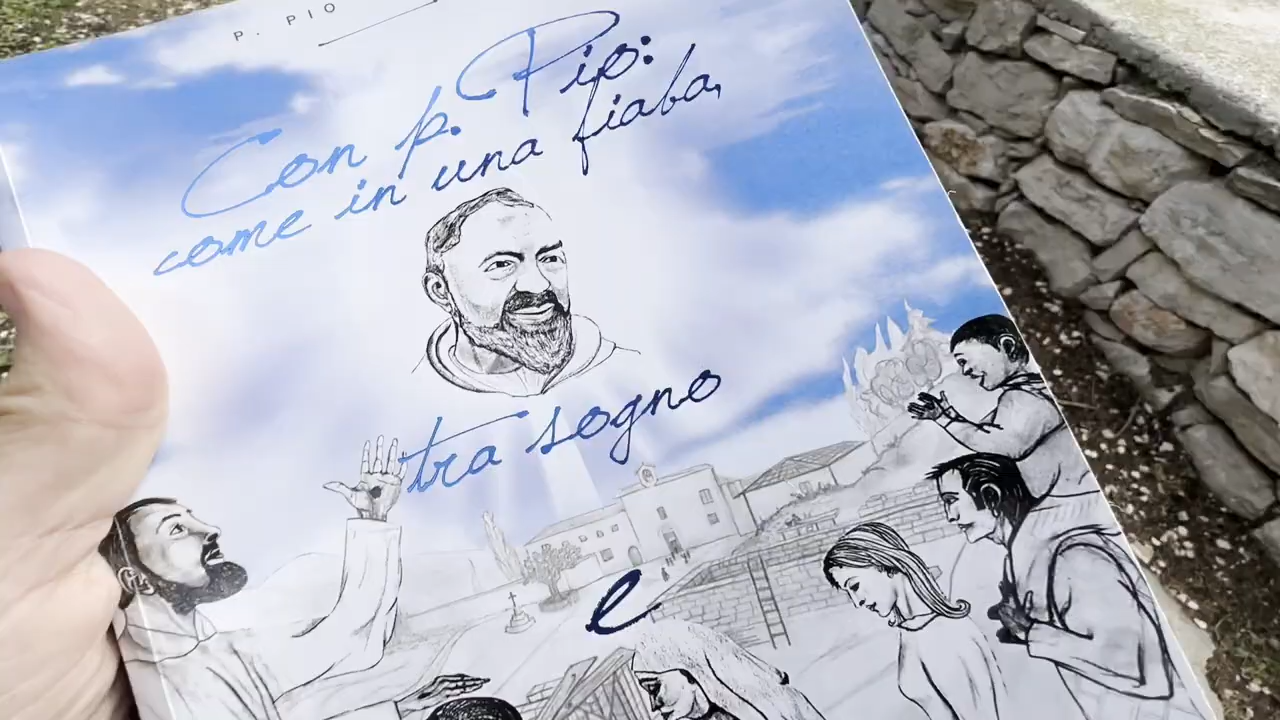 P. PIO
Con p. Pio:
come in una fiaba,
tra sogno
e